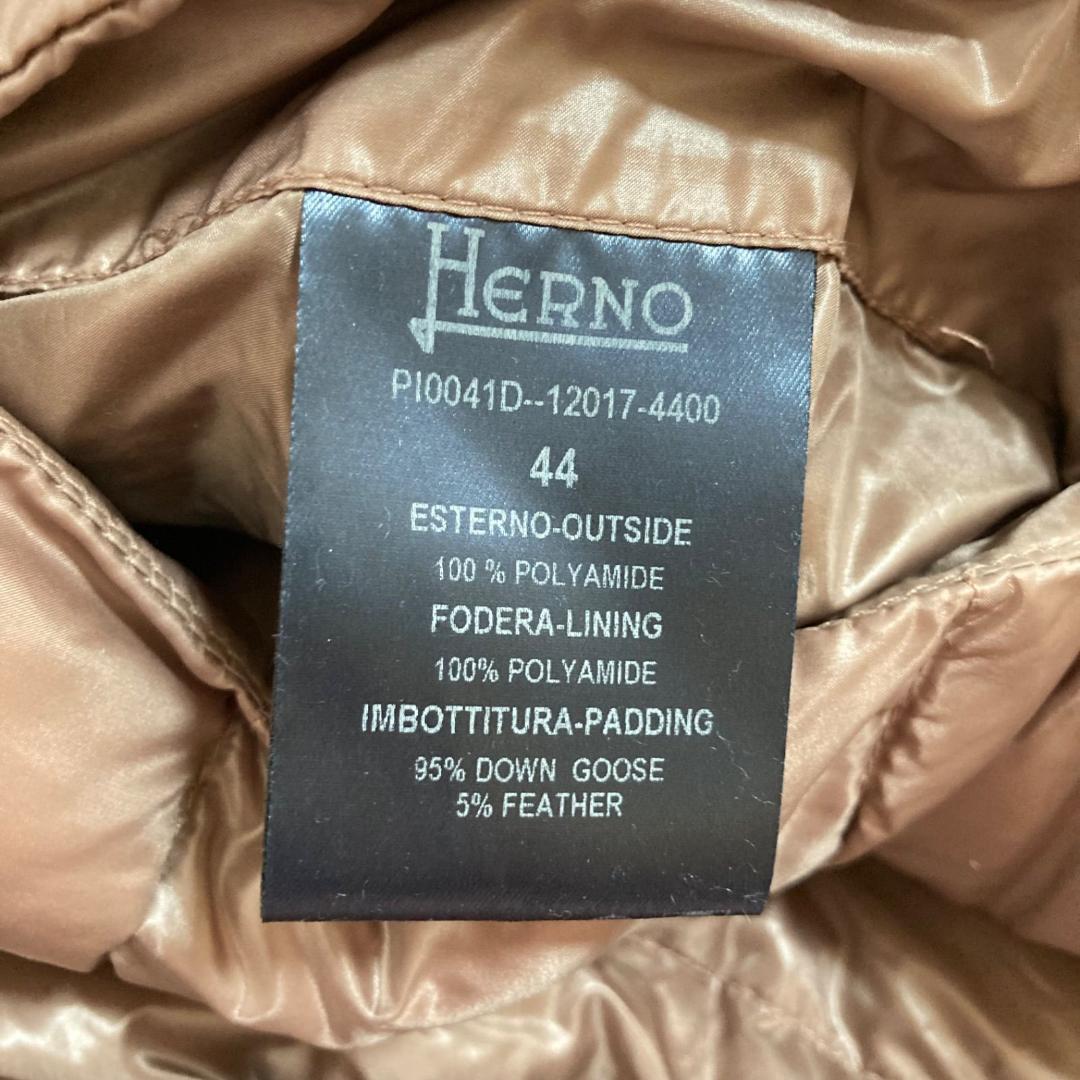 HERNO
PI0041D--12017-4400
44
ESTERNO-OUTSIDE
100 % POLYAMIDE
FODERA-LINING
100% POLYAMIDE
IMBOTTITURA-PADDING
95% DOWN GOOSE
5% FEATHER